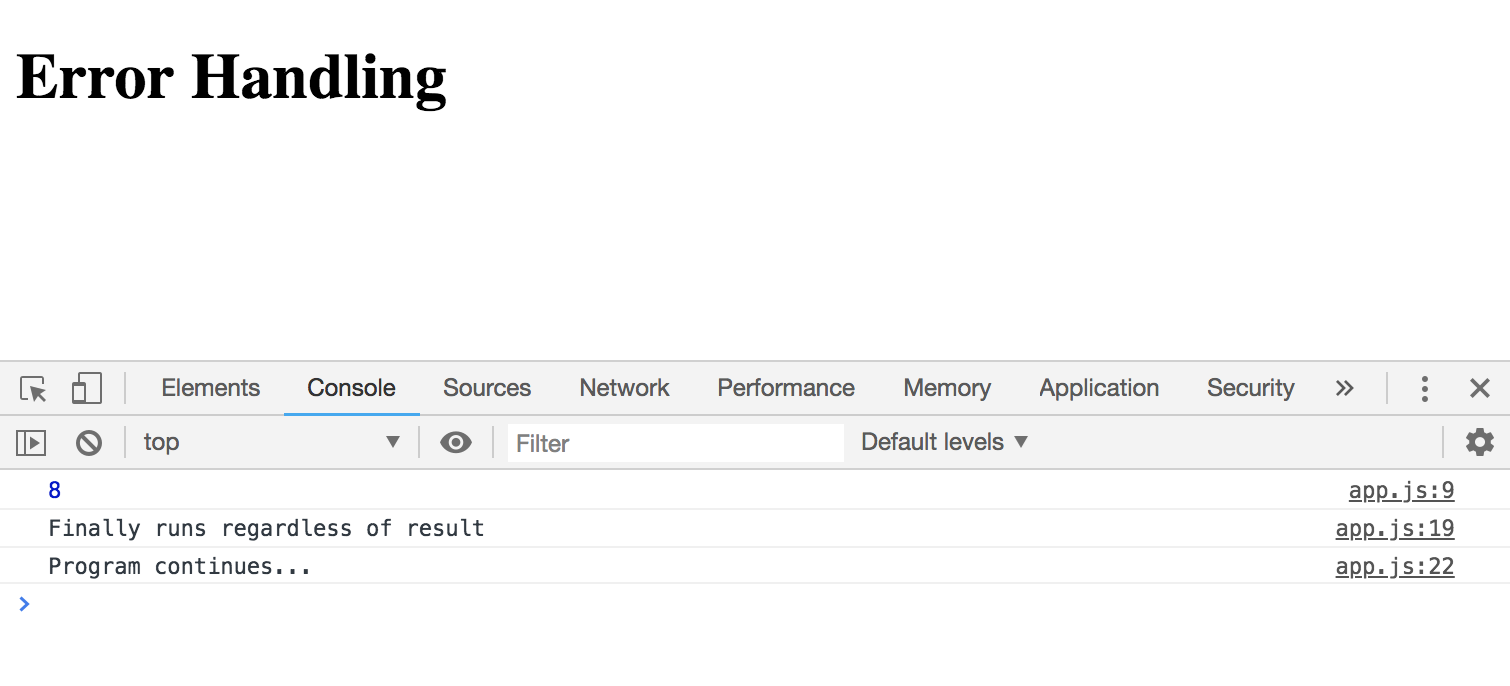 Error Handling
Elements Console Sources Network Performance Memory Application Security
top Filter Default levels
8 app.js:9
Finally runs regardless of result app.js:19
Program continues... app.js:22